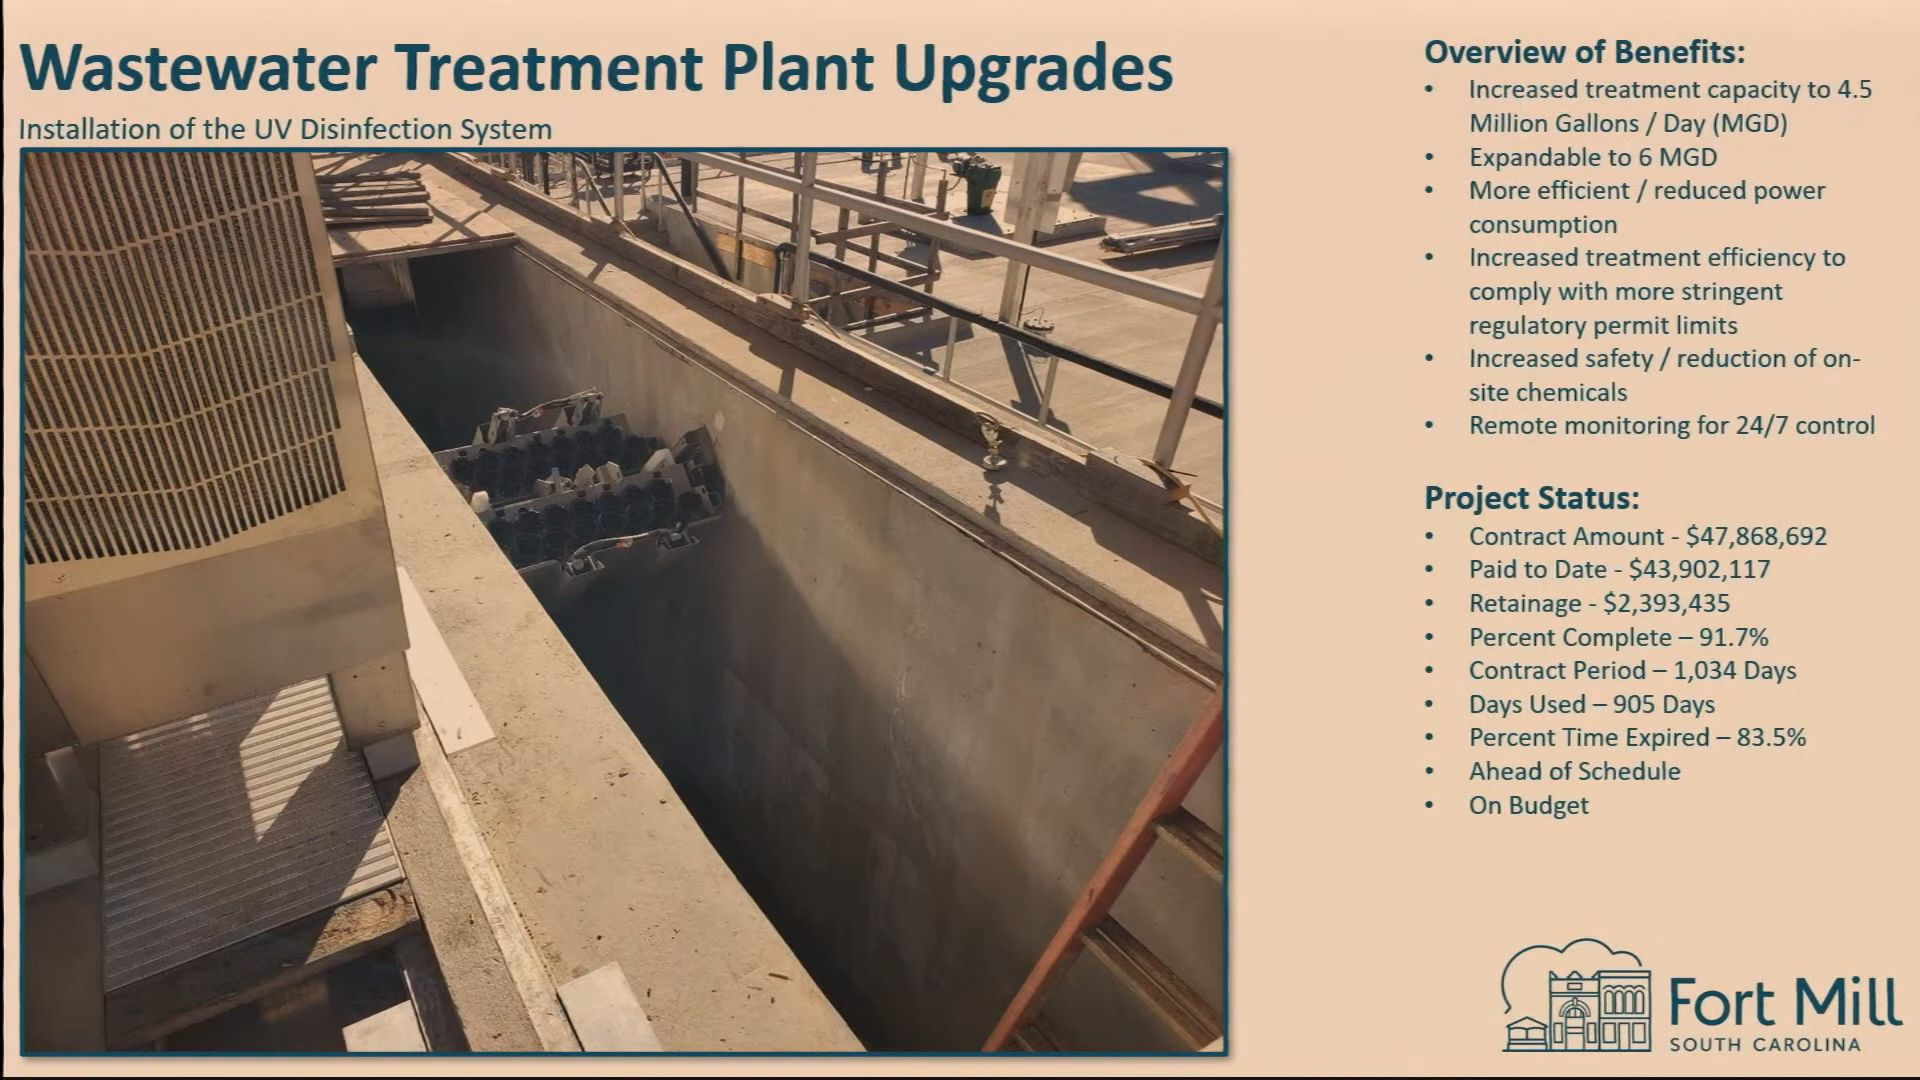 Wastewater Treatment Plant Upgrades
Installation of the UV Disinfection System
Overview of Benefits:
• Increased treatment capacity to 4.5
Million Gallons / Day (MGD)
• Expandable to 6 MGD
• More efficient / reduced power
consumption
• Increased treatment efficiency to
comply with more stringent
regulatory permit limits
• Increased safety / reduction of on-
site chemicals
• Remote monitoring for 24/7 control
Project Status:
• Contract Amount - $47,868,692
• Paid to Date - $43,902,117
• Retainage - $2,393,435
• Percent Complete – 91.7%
• Contract Period – 1,034 Days
• Days Used – 905 Days
• Percent Time Expired – 83.5%
• Ahead of Schedule
• On Budget
Fort Mill
SOUTH CAROLINA